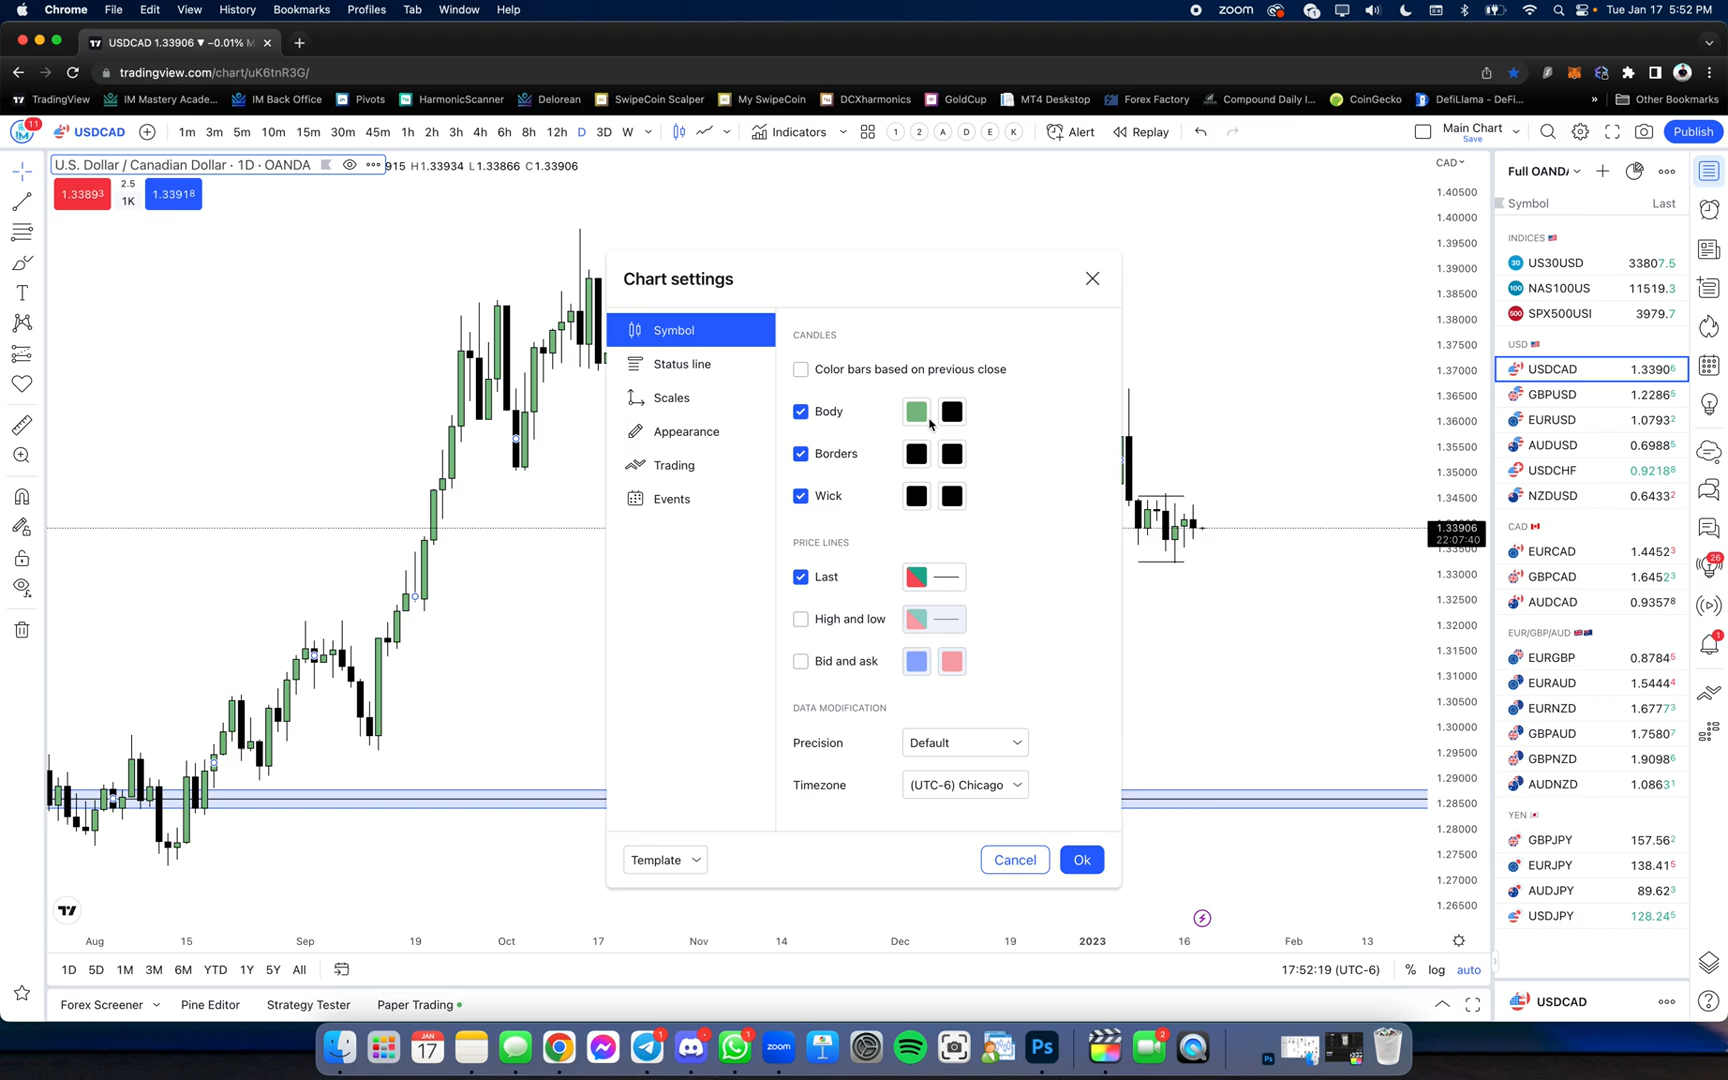 Chrome File Edit View History Bookmarks Profiles Tab Window Help zoom Tue Jan 17 5:52 PM
USDCAD 1.33906 ▼ −0.01% M
tradingview.com/chart/uK6tnR3G/
TradingView IM Mastery Acade... IM Back Office Pivots HarmonicScanner Delorean SwipeCoin Scalper My SwipeCoin DCXharmonics GoldCup MT4 Deskstop Forex Factory Compound Daily I... CoinGecko DefiLlama - DeFi... » Other Bookmarks
11 USDCAD 1m 3m 5m 10m 15m 30m 45m 1h 2h 3h 4h 6h 8h 12h D 3D W Indicators 1 2 A D E K Alert Replay Main Chart Save Publish
U.S. Dollar / Canadian Dollar · 1D · OANDA 915 H1.33934 L1.33866 C1.33906
1.33893 2.5 1K 1.33918
CAD
1.40500
1.40000
1.39500
1.39000
1.38500
1.38000
1.37500
1.37000
1.36500
1.36000
1.35500
1.35000
1.34500
1.33906
22:07:40
1.33500
1.33000
1.32500
1.32000
1.31500
1.31000
1.30500
1.30000
1.29500
1.29000
1.28500
1.28000
1.27500
1.27000
1.26500
Chart settings
Symbol
Status line
Scales
Appearance
Trading
Events
CANDLES
Color bars based on previous close
Body
Borders
Wick
PRICE LINES
Last
High and low
Bid and ask
DATA MODIFICATION
Precision Default
Timezone (UTC-6) Chicago
Template Cancel Ok
Aug 15 Sep 19 Oct 17 Nov 14 Dec 19 2023 16 Feb 13
1D 5D 1M 3M 6M YTD 1Y 5Y All 17:52:19 (UTC-6) % log auto
Forex Screener Pine Editor Strategy Tester Paper Trading
Full OANDA
Symbol Last
INDICES
US30USD 33807.5
NAS100US 11519.3
SPX500USI 3979.7
USD
USDCAD 1.33906
GBPUSD 1.22865
EURUSD 1.07932
AUDUSD 0.69885
USDCHF 0.92188
NZDUSD 0.64332
CAD
EURCAD 1.44523
GBPCAD 1.64523
AUDCAD 0.93578
EUR/GBP/AUD
EURGBP 0.87845
EURAUD 1.54444
EURNZD 1.67773
GBPAUD 1.75807
GBPNZD 1.90986
AUDNZD 1.08631
YEN
GBPJPY 157.562
EURJPY 138.415
AUDJPY 89.623
USDJPY 128.245
USDCAD
26
1
JAN
17
1
1
zoom
Ps
2